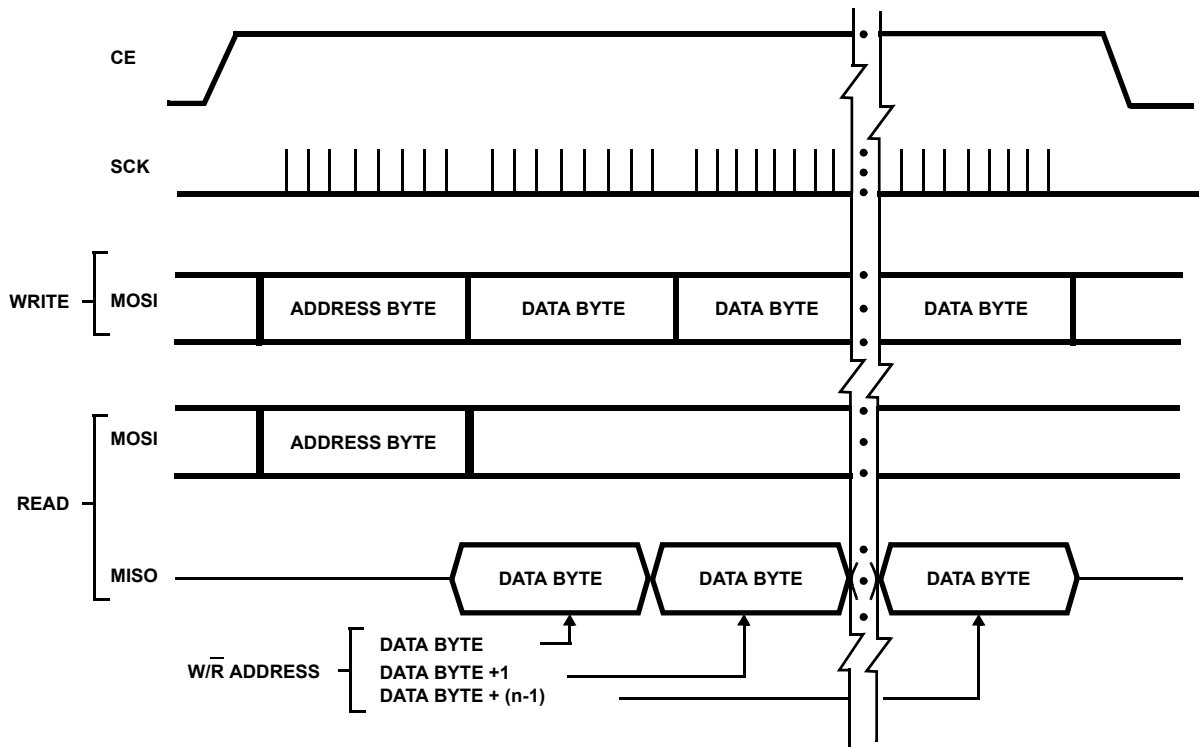 CE
SCK
WRITE MOSI ADDRESS BYTE DATA BYTE DATA BYTE DATA BYTE
MOSI ADDRESS BYTE
READ
MISO DATA BYTE DATA BYTE DATA BYTE
DATA BYTE
W/R̅ ADDRESS DATA BYTE +1
DATA BYTE + (n-1)